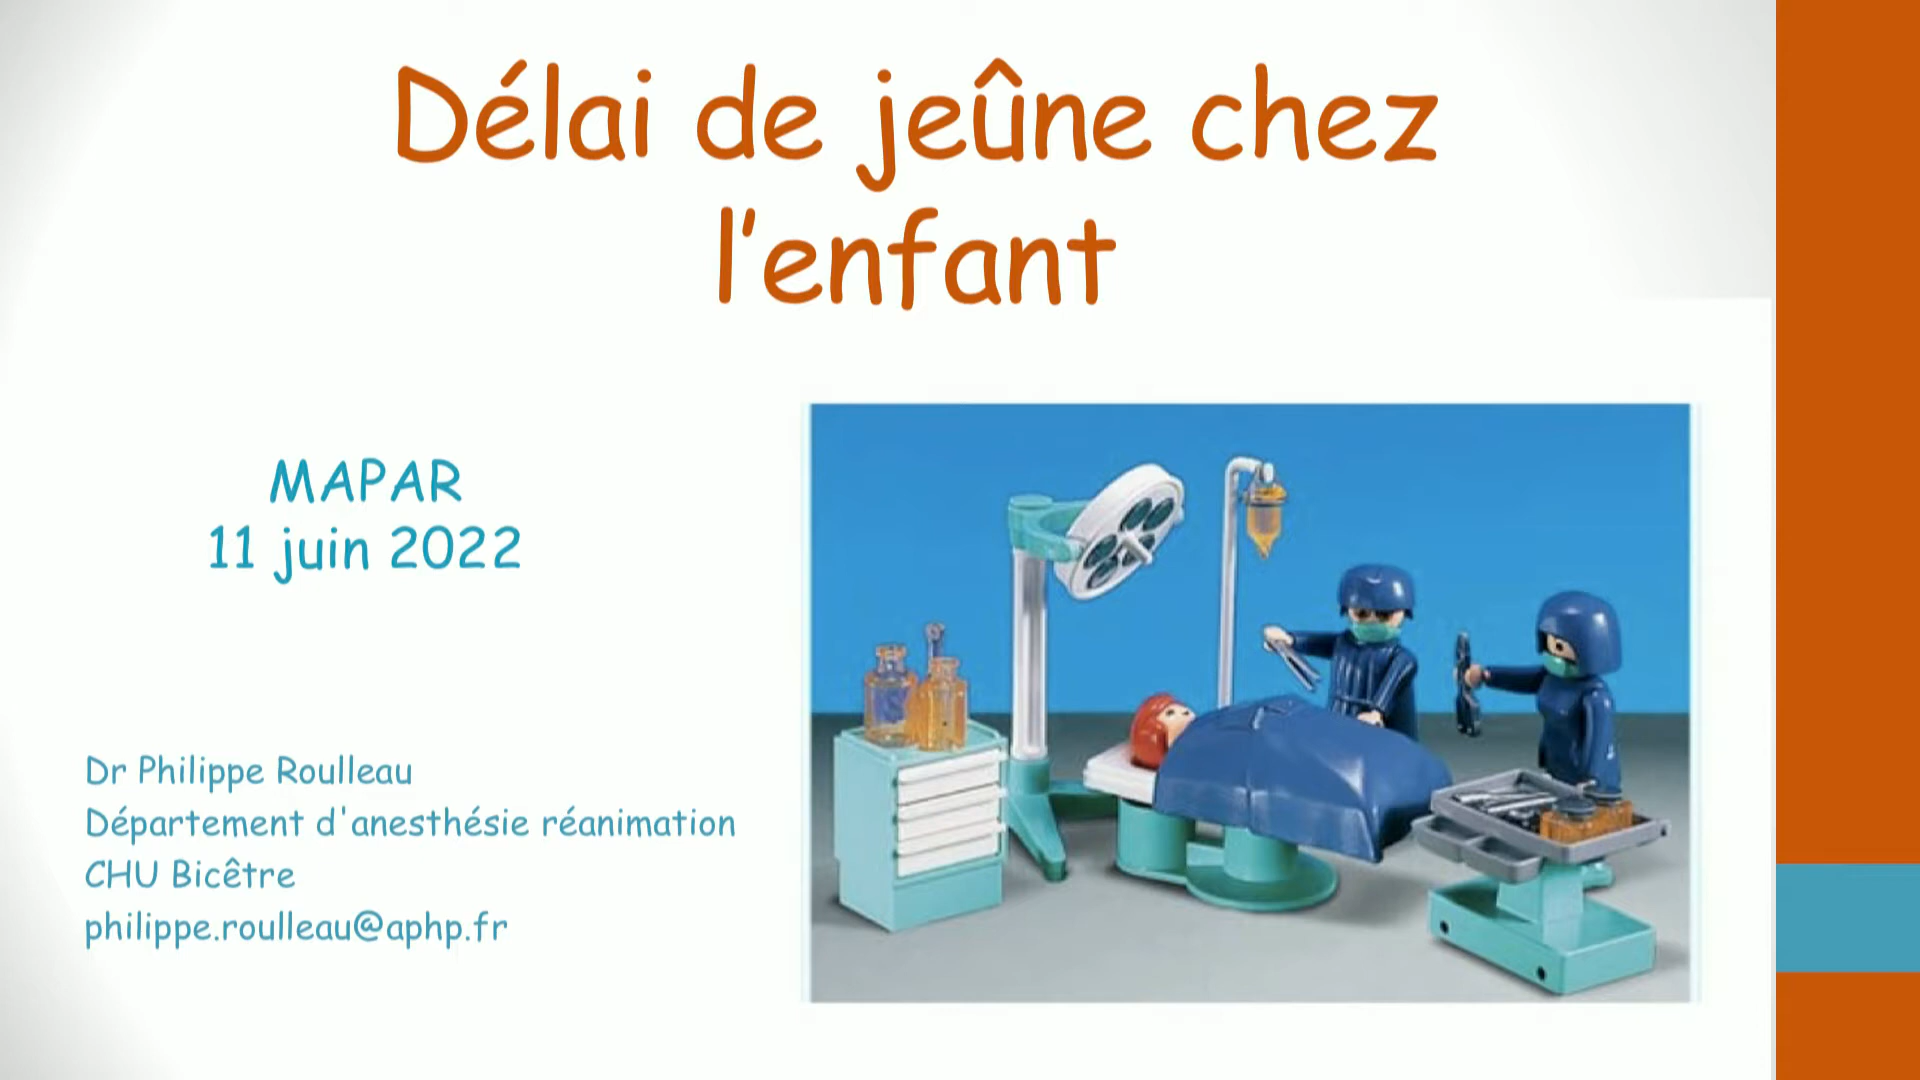 Délai de jeûne chez
l'enfant
MAPAR
11 juin 2022
Dr Philippe Roulleau
Département d'anesthésie réanimation
CHU Bicêtre
philippe.roulleau@aphp.fr